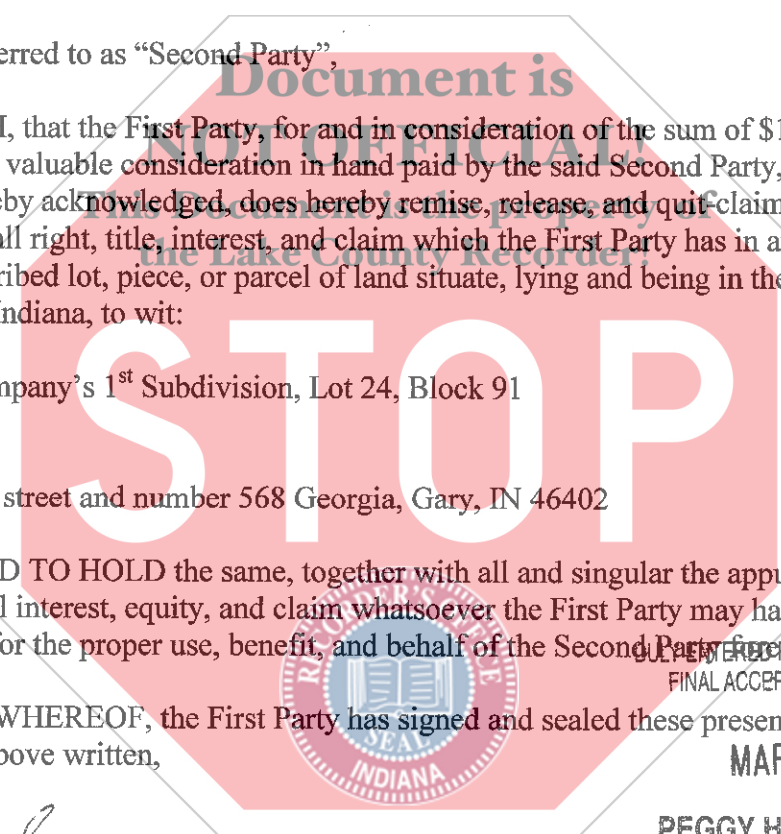 erred to as “Second Party”,
Document is
NOT OFFICIAL!
I, that the First Party, for and in consideration of the sum of $1
valuable consideration in hand paid by the said Second Party,
This Document is the property of
eby acknowledged, does hereby remise, release, and quit-claim
all right, title, interest, and claim which the First Party has in a
the Lake County Recorder!
ribed lot, piece, or parcel of land situate, lying and being in the
Indiana, to wit:
STOP
mpany’s 1st Subdivision, Lot 24, Block 91
street and number 568 Georgia, Gary, IN 46402
D TO HOLD the same, together with all and singular the appu
l interest, equity, and claim whatsoever the First Party may ha
for the proper use, benefit, and behalf of the Second Party
DULY ENTERED
FINAL ACCEP
RECORDER'S OFFICE
SEAL
INDIANA
WHEREOF, the First Party has signed and sealed these presen
bove written,
MAR
PEGGY H